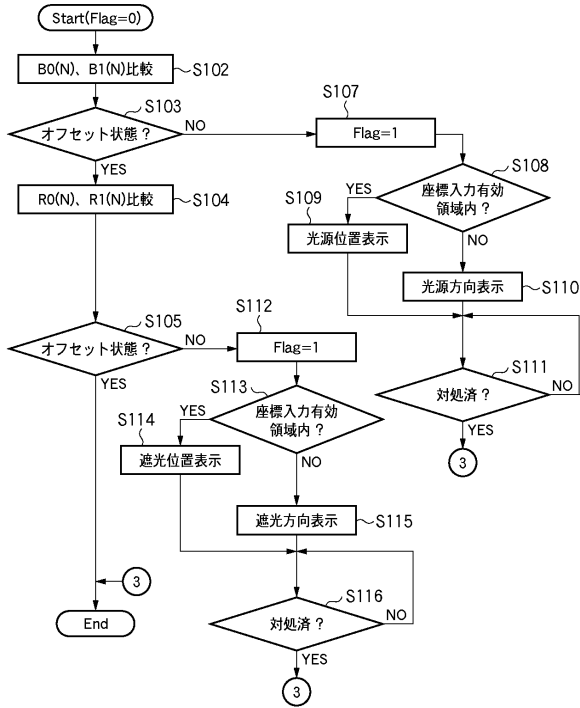 Start(Flag=0)
B0(N)、B1(N)比較
S102
S103
オフセット状態？
NO
YES
S107
Flag=1
R0(N)、R1(N)比較
S104
S108
座標入力有効
領域内？
YES
NO
S109
光源位置表示
光源方向表示
S110
S105
オフセット状態？
NO
YES
S112
Flag=1
S111
対処済？
NO
YES
3
S113
座標入力有効
領域内？
YES
NO
S114
遮光位置表示
遮光方向表示
S115
3
End
S116
対処済？
NO
YES
3